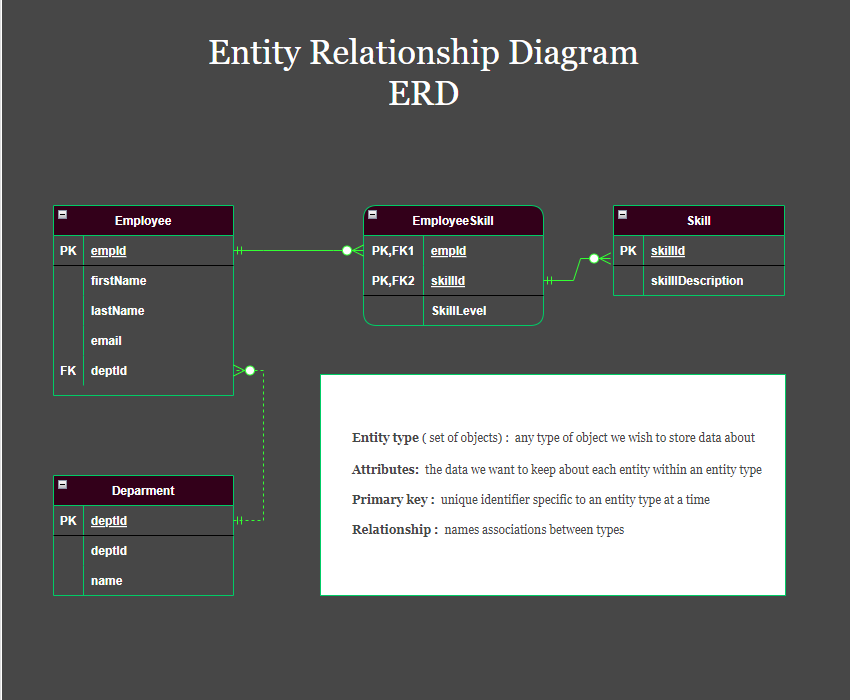 Entity Relationship Diagram
ERD
Employee
PK empId
firstName
lastName
email
FK deptId
EmployeeSkill
PK,FK1 empId
PK,FK2 skillId
SkillLevel
Skill
PK skillId
skilllDescription
Deparment
PK deptId
deptId
name
Entity type ( set of objects) : any type of object we wish to store data about
Attributes: the data we want to keep about each entity within an entity type
Primary key : unique identifier specific to an entity type at a time
Relationship : names associations between types